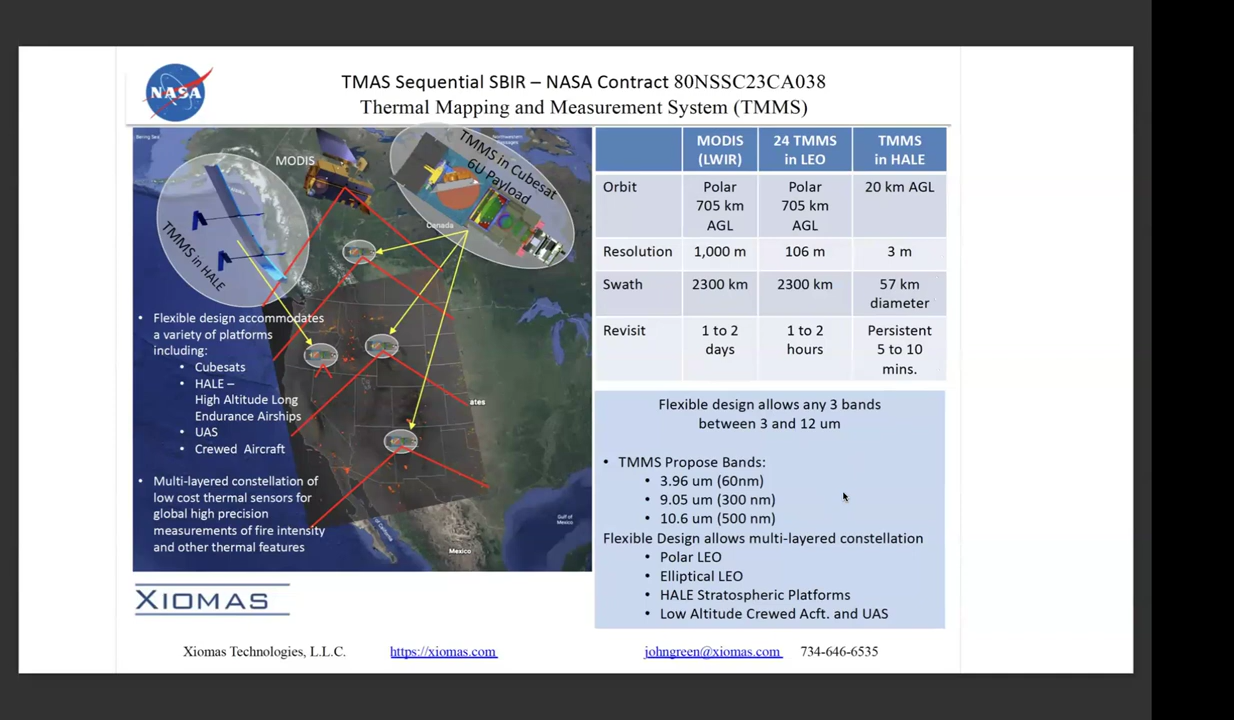 TMAS Sequential SBIR – NASA Contract 80NSSC23CA038
Thermal Mapping and Measurement System (TMMS)
NASA
MODIS
TMMS in Cubesat
6U Payload
TMMS in HALE
Canada
Gulf of
Mexico
Mexico
ates
• Flexible design accommodates
a variety of platforms
including:
• Cubesats
• HALE –
High Altitude Long
Endurance Airships
• UAS
• Crewed Aircraft
• Multi-layered constellation of
low cost thermal sensors for
global high precision
measurements of fire intensity
and other thermal features
MODIS
(LWIR)
24 TMMS
in LEO
TMMS
in HALE
Orbit
Polar
705 km
AGL
Polar
705 km
AGL
20 km AGL
Resolution
1,000 m
106 m
3 m
Swath
2300 km
2300 km
57 km
diameter
Revisit
1 to 2
days
1 to 2
hours
Persistent
5 to 10
mins.
Flexible design allows any 3 bands
between 3 and 12 um
• TMMS Propose Bands:
• 3.96 um (60nm)
• 9.05 um (300 nm)
• 10.6 um (500 nm)
Flexible Design allows multi-layered constellation
• Polar LEO
• Elliptical LEO
• HALE Stratospheric Platforms
• Low Altitude Crewed Acft. and UAS
XIOMAS
Xiomas Technologies, L.L.C.
https://xiomas.com
johngreen@xiomas.com
734-646-6535